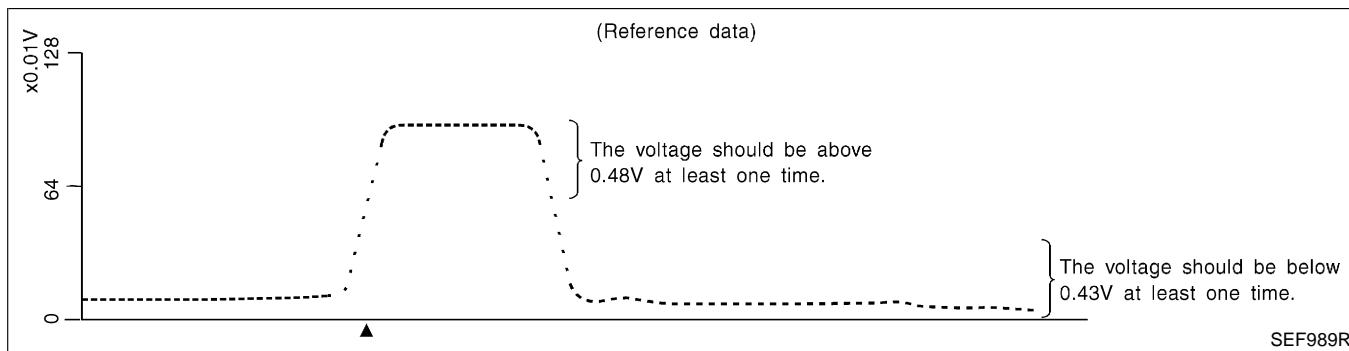 (Reference data)
x0.01V
128
64
0
The voltage should be above
0.48V at least one time.
The voltage should be below
0.43V at least one time.
SEF989R